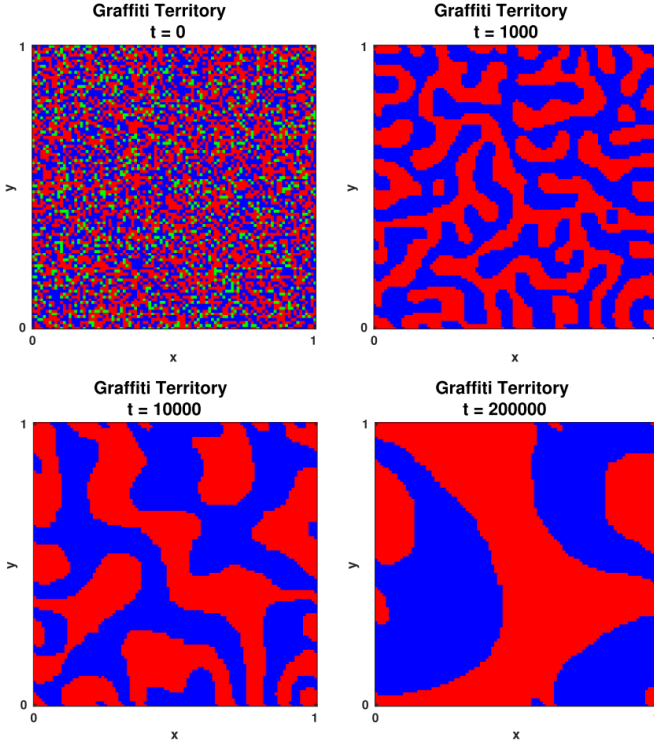 Graffiti Territory
t = 0
1
y
0
0
1
x
Graffiti Territory
t = 1000
1
y
0
0
1
x
Graffiti Territory
t = 10000
1
y
0
0
1
x
Graffiti Territory
t = 200000
1
y
0
0
x